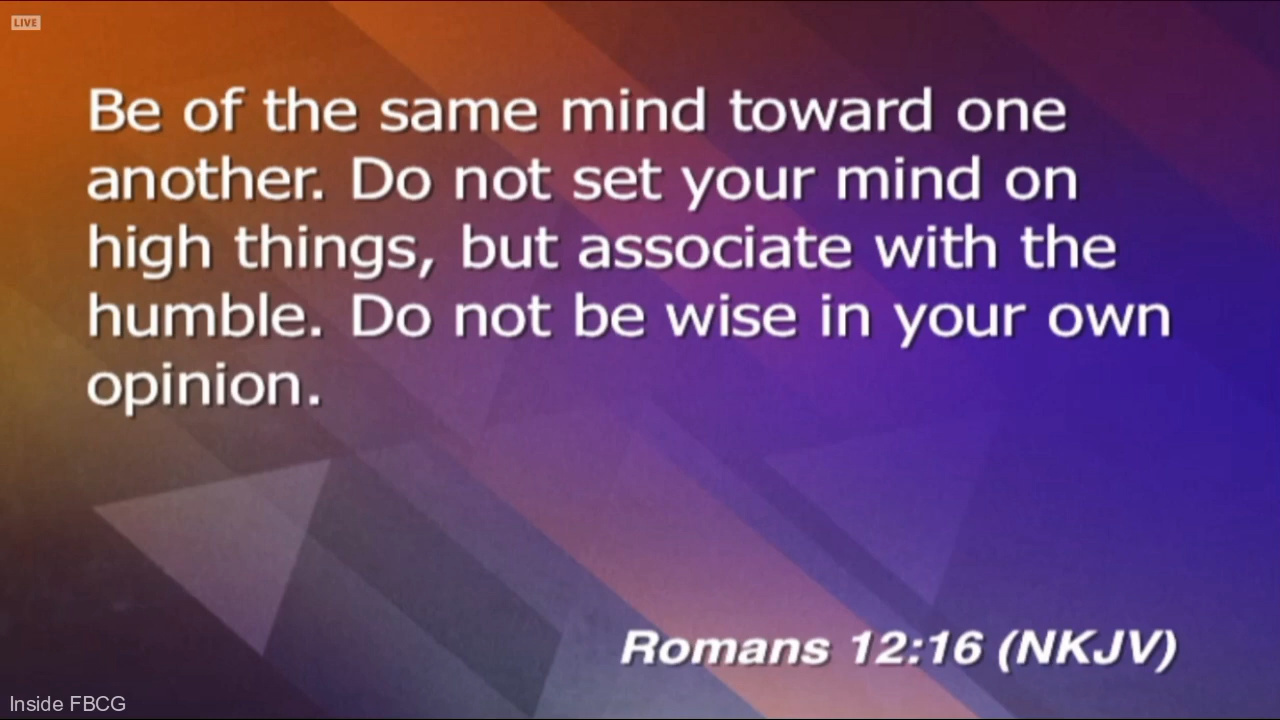 LIVE
Be of the same mind toward one
another. Do not set your mind on
high things, but associate with the
humble. Do not be wise in your own
opinion.
Romans 12:16 (NKJV)
Inside FBCG